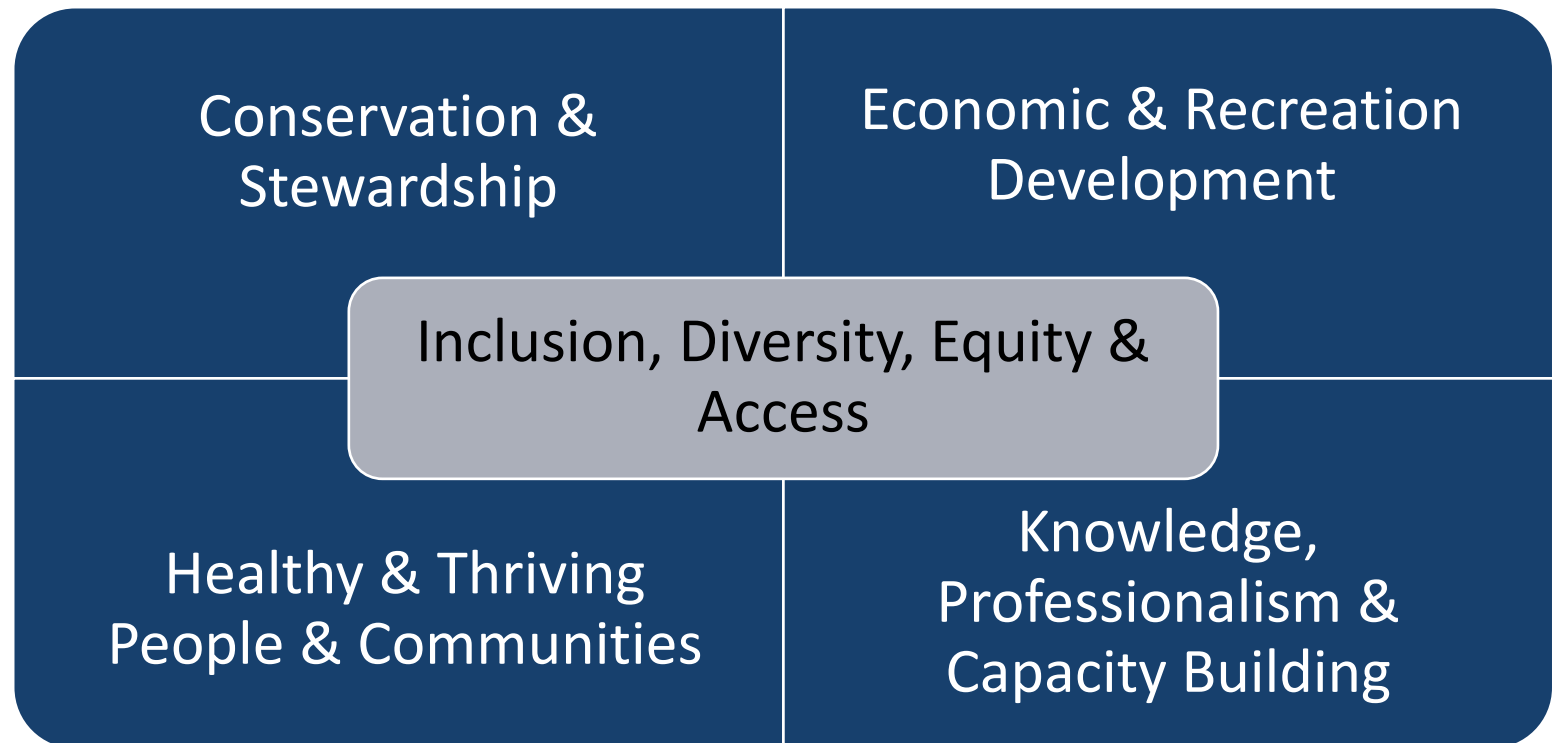 Conservation &
Stewardship
Economic & Recreation
Development
Inclusion, Diversity, Equity &
Access
Healthy & Thriving
People & Communities
Knowledge,
Professionalism &
Capacity Building